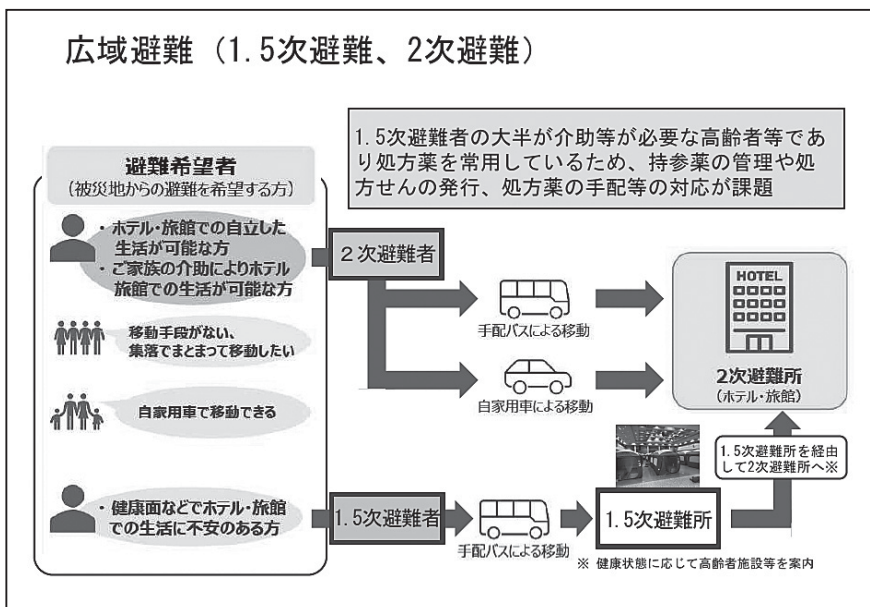 広域避難（1.5次避難、2次避難）
1.5次避難者の大半が介助等が必要な高齢者等であ
り処方薬を常用しているため、持参薬の管理や処
方せんの発行、処方薬の手配等の対応が課題
避難希望者
（被災地からの避難を希望する方）
・ホテル・旅館での自立した
生活が可能な方
・ご家族の介助によりホテル
旅館での生活が可能な方
移動手段がない、
集落でまとまって移動したい
自家用車で移動できる
・健康面などでホテル・旅館
での生活に不安のある方
2次避難者
手配バスによる移動
自家用車による移動
HOTEL
2次避難所
（ホテル・旅館）
1.5次避難所を経由
して2次避難所へ※
1.5次避難者
手配バスによる移動
1.5次避難所
※ 健康状態に応じて高齢者施設等を案内